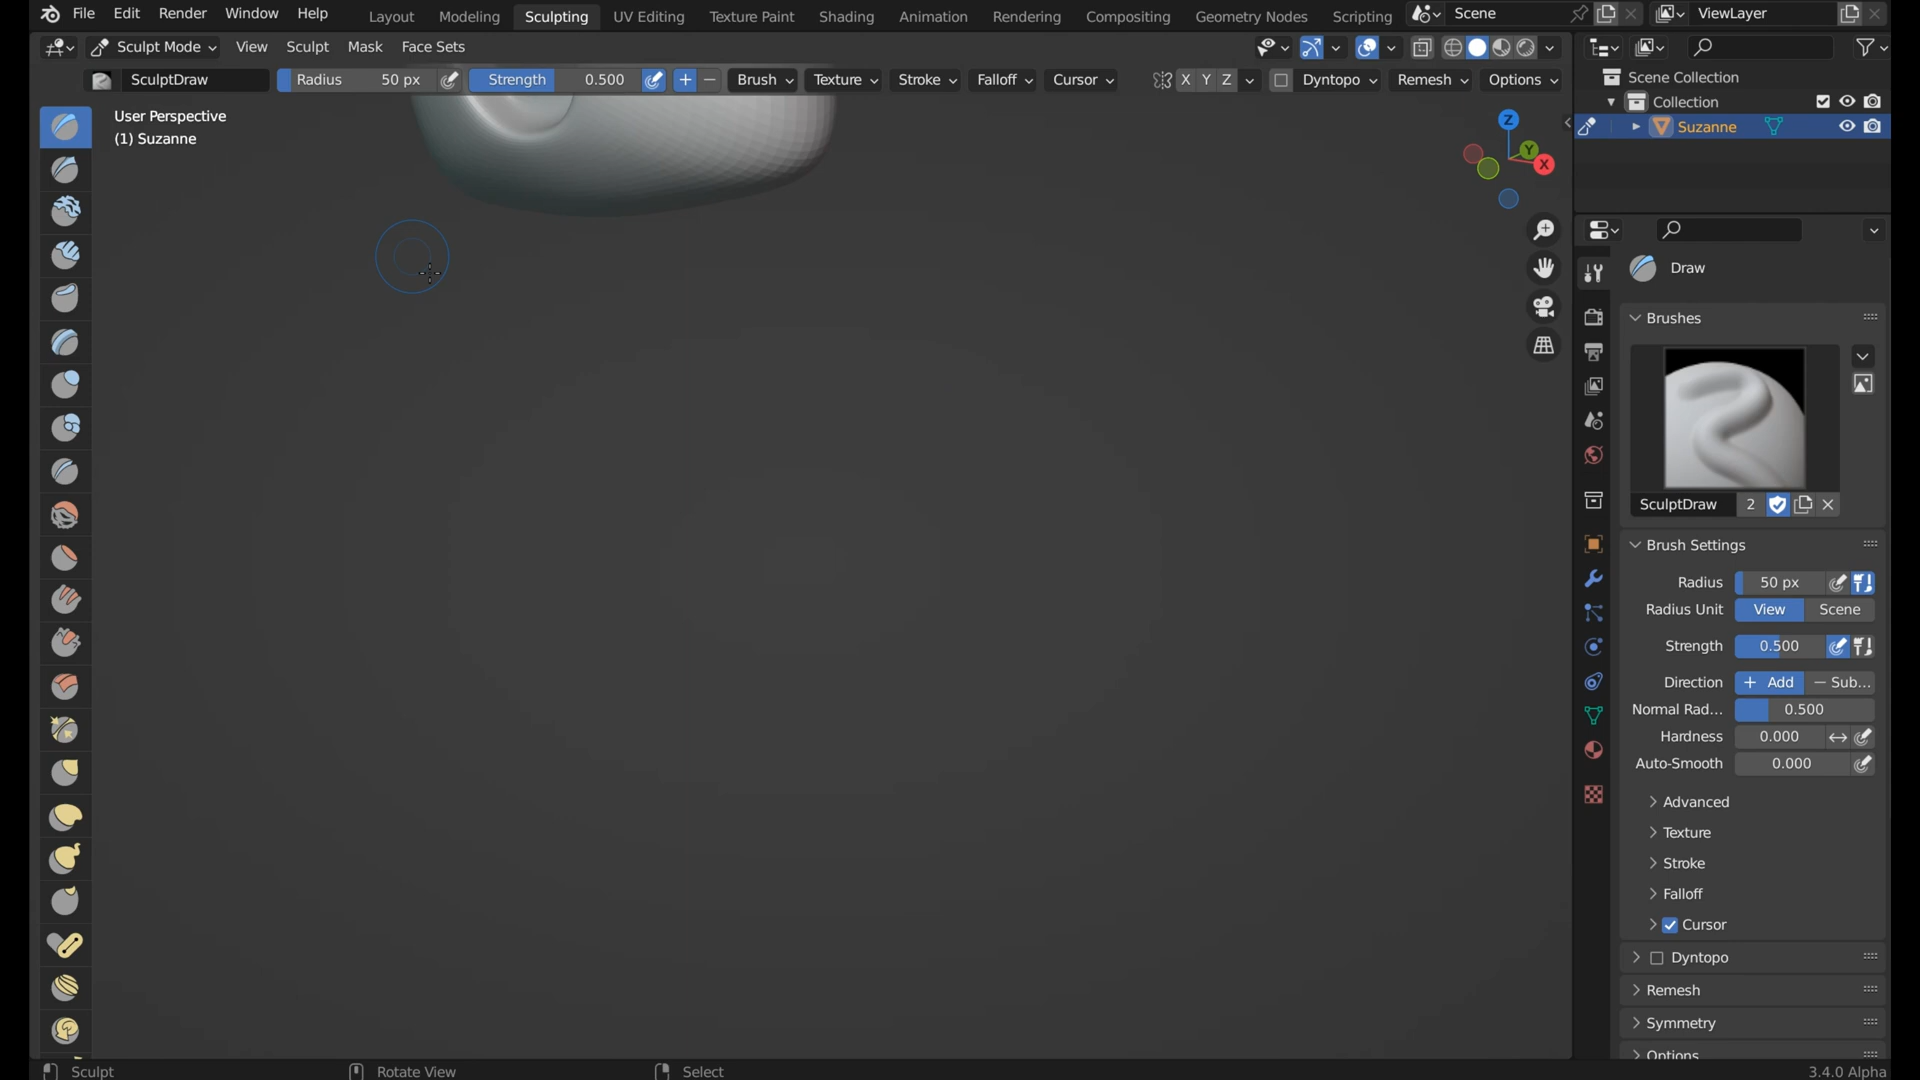 File Edit Render Window Help Layout Modeling Sculpting UV Editing Texture Paint Shading Animation Rendering Compositing Geometry Nodes Scripting Scene ViewLayer
Sculpt Mode View Sculpt Mask Face Sets
SculptDraw Radius 50 px Strength 0.500 Brush Texture Stroke Falloff Cursor X Y Z Dyntopo Remesh Options
User Perspective
(1) Suzanne
Z
Y
X
Scene Collection
Collection
Suzanne
Draw
Brushes
SculptDraw 2
Brush Settings
Radius 50 px
Radius Unit View Scene
Strength 0.500
Direction + Add − Sub...
Normal Rad... 0.500
Hardness 0.000
Auto-Smooth 0.000
Advanced
Texture
Stroke
Falloff
Cursor
Dyntopo
Remesh
Symmetry
Options
Sculpt Rotate View Select 3.4.0 Alpha